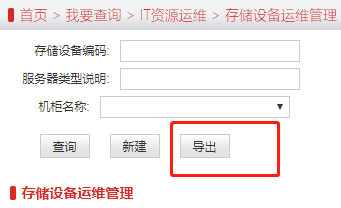 首页 > 我要查询 > IT资源运维 > 存储设备运维管理
存储设备编码:
服务器类型说明:
机柜名称:
查询 新建 导出
存储设备运维管理